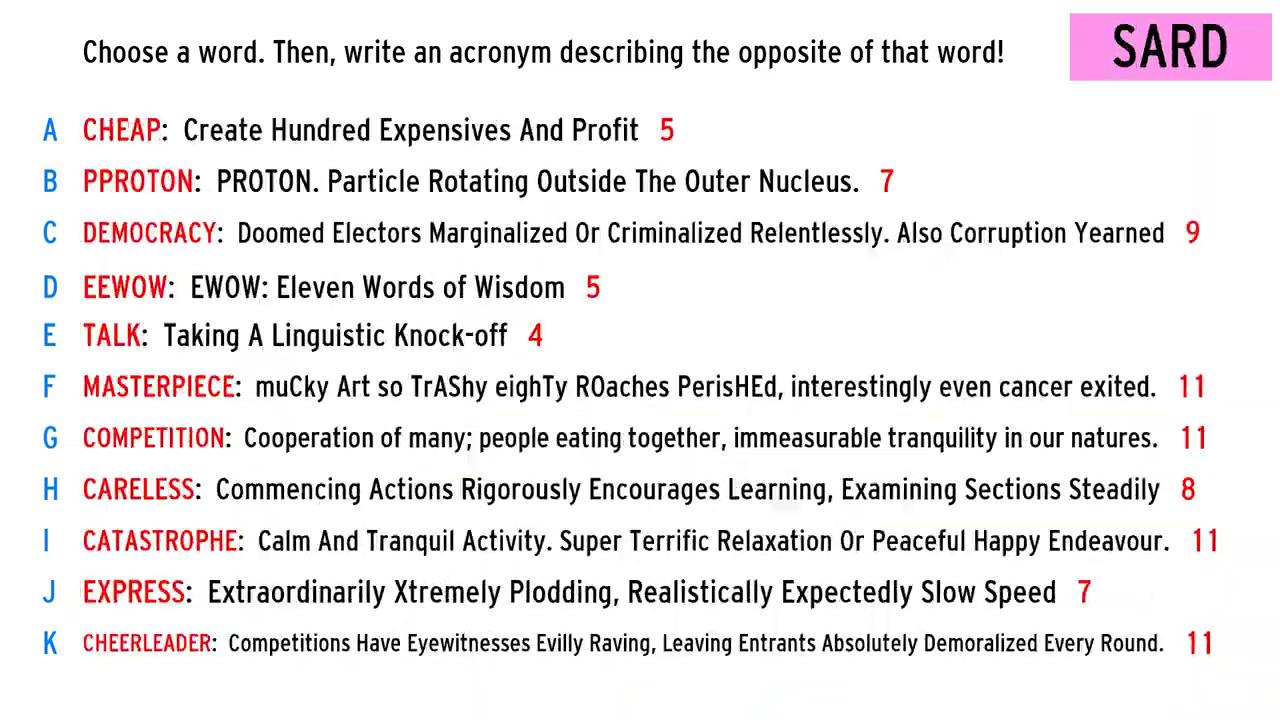 Choose a word. Then, write an acronym describing the opposite of that word!
SARD
A CHEAP: Create Hundred Expensives And Profit 5
B PPROTON: PROTON. Particle Rotating Outside The Outer Nucleus. 7
C DEMOCRACY: Doomed Electors Marginalized Or Criminalized Relentlessly. Also Corruption Yearned 9
D EEWOW: EWOW: Eleven Words of Wisdom 5
E TALK: Taking A Linguistic Knock-off 4
F MASTERPIECE: muCky Art so TrAShy eighTy ROaches PerisHEd, interestingly even cancer exited. 11
G COMPETITION: Cooperation of many; people eating together, immeasurable tranquility in our natures. 11
H CARELESS: Commencing Actions Rigorously Encourages Learning, Examining Sections Steadily 8
I CATASTROPHE: Calm And Tranquil Activity. Super Terrific Relaxation Or Peaceful Happy Endeavour. 11
J EXPRESS: Extraordinarily Xtremely Plodding, Realistically Expectedly Slow Speed 7
K CHEERLEADER: Competitions Have Eyewitnesses Evilly Raving, Leaving Entrants Absolutely Demoralized Every Round. 11